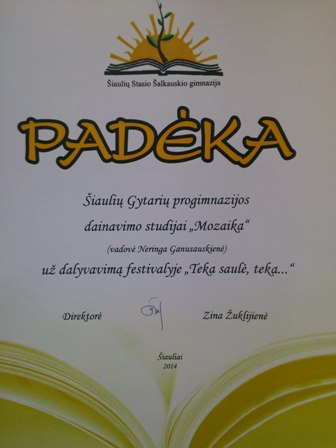 Šiaulių Stasio Šalkauskio gimnazija
PADĖKA
Šiaulių Gytarių progimnazijos
dainavimo studijai „Mozaika“
(vadovė Neringa Ganusauskienė)
už dalyvavimą festivalyje „Teka saulė, teka...“
Direktorė Zina Žuklijienė
Šiauliai
2014